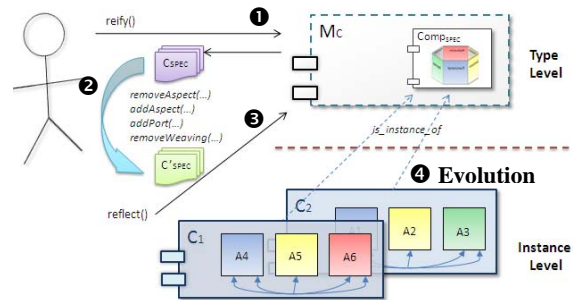 reify()
❶
Mc
CompSPEC
Type
Level
CSPEC
❷
removeAspect(...)
addAspect(...)
addPort(...)
removeWeaving(...)
❸
is_instance_of
C'SPEC
❹ Evolution
reflect()
C2
A2
A3
C1
A4
A5
A6
Instance
Level